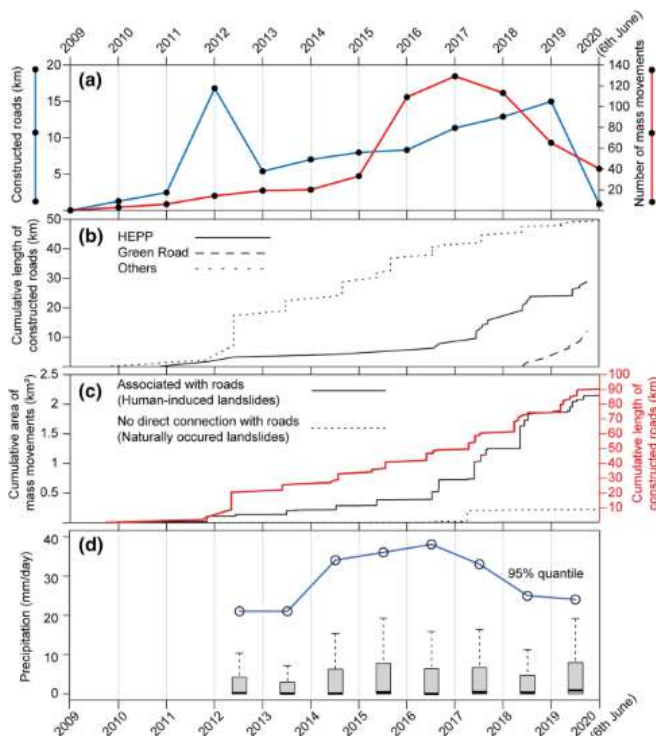 2009 2010 2011 2012 2013 2014 2015 2016 2017 2018 2019 2020
(6th June)
(a)
Constructed roads (km)
20
15
10
5
Number of mass movements
140
120
100
80
60
40
20
(b)
Cumulative length of
constructed roads (km)
50
40
30
20
10
HEPP
Green Road
Others
(c)
Cumulative area of
mass movements (km²)
2.5
2
1.5
1
0.5
Associated with roads
(Human-induced landslides)
No direct connection with roads
(Naturally occured landslides)
100
90
80
70
60
50
40
30
20
10
Cumulative length of
constructed roads (km)
(d)
Precipitation (mm/day)
40
30
20
10
0
95% quantile
2009 2010 2011 2012 2013 2014 2015 2016 2017 2018 2019 2020
(6th June)